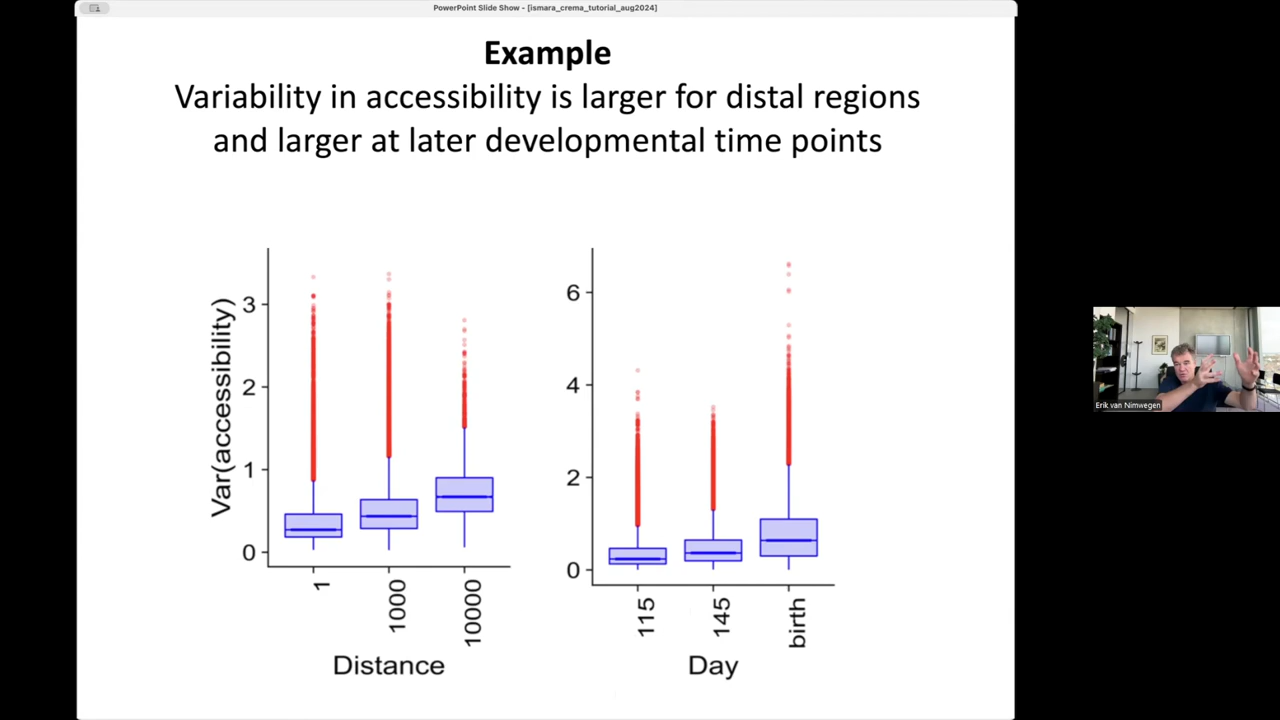 PowerPoint Slide Show - [ismara_crema_tutorial_aug2024]
Example
Variability in accessibility is larger for distal regions
and larger at later developmental time points
Var(accessibility)
3
2
1
0
1
1000
10000
Distance
6
4
2
0
115
145
birth
Day
Erik van Nimwegen